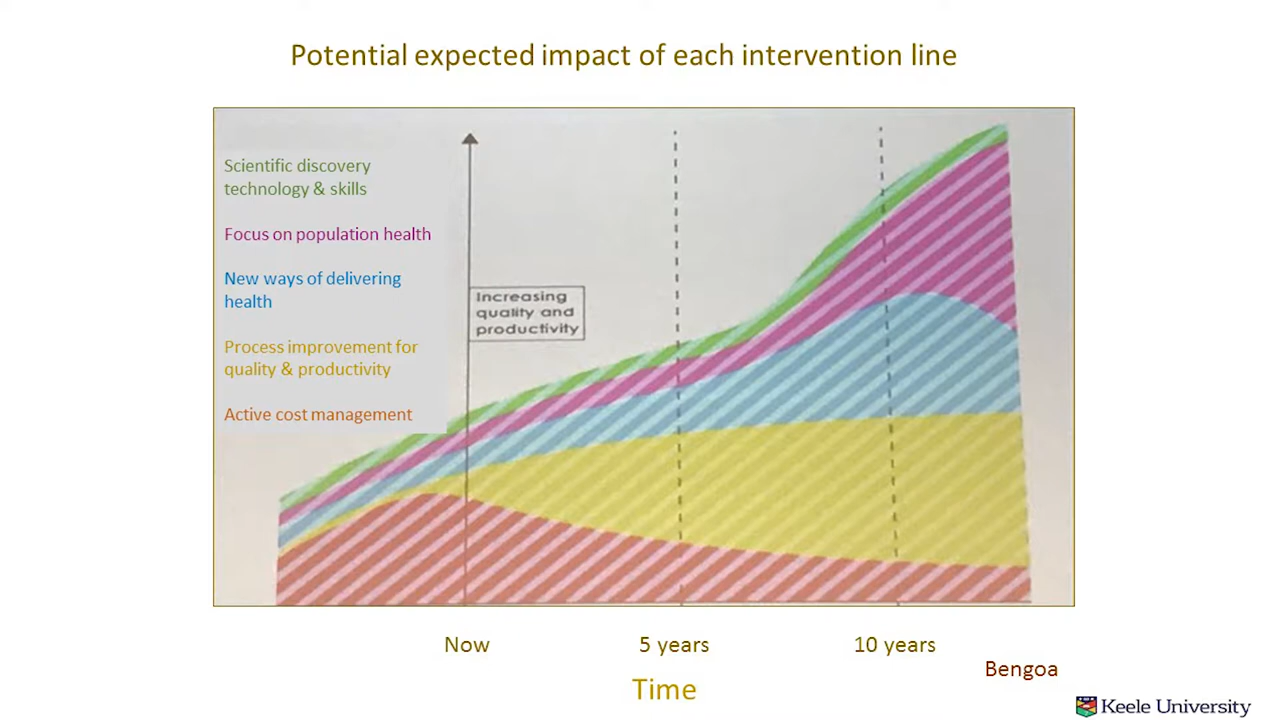 Potential expected impact of each intervention line
Scientific discovery
technology & skills
Focus on population health
New ways of delivering
health
Process improvement for
quality & productivity
Active cost management
Increasing
quality and
productivity
Now
5 years
10 years
Time
Bengoa
Keele University